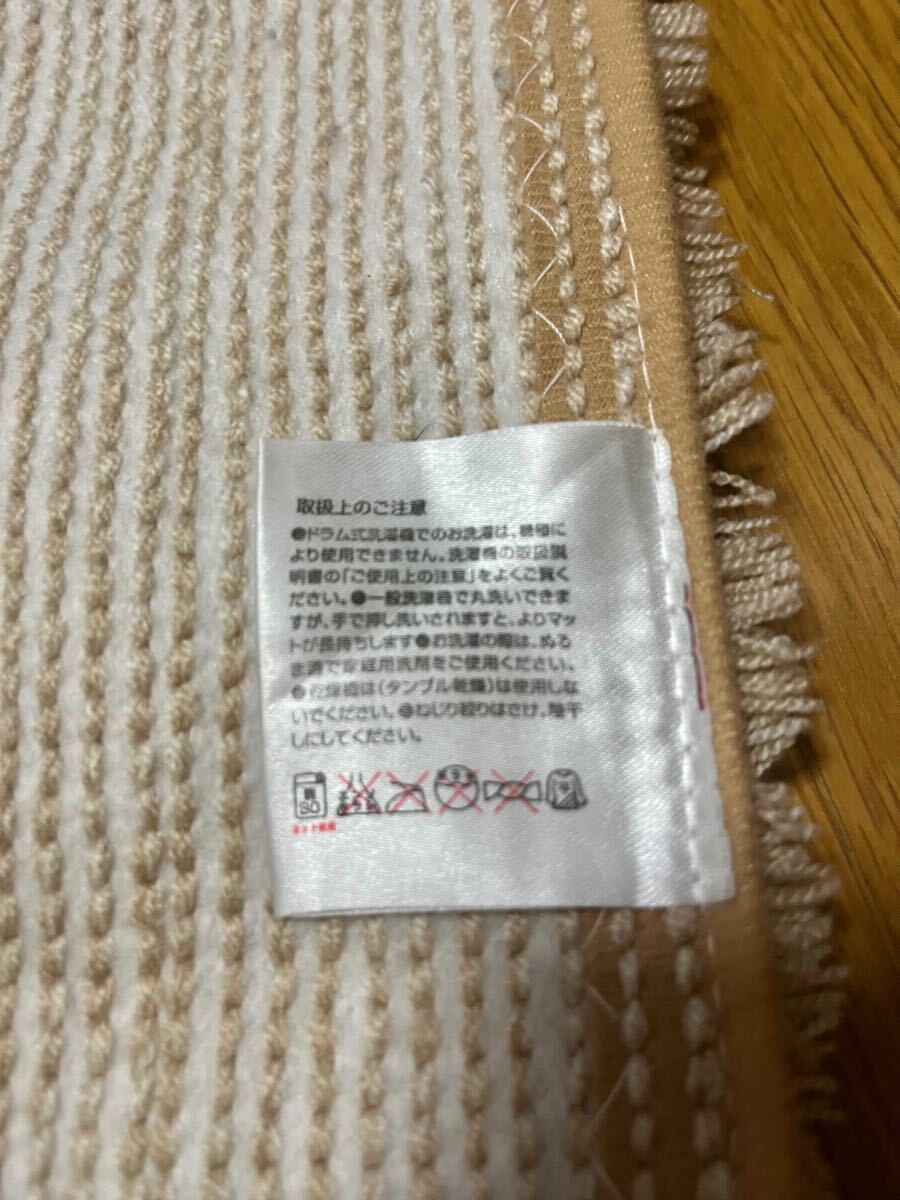 取扱上のご注意
●ドラム式洗濯機でのお洗濯は、機種に
より使用できません。洗濯機の取扱説
明書の「ご使用上の注意」をよくご覧く
ださい。●一般洗濯機で丸洗いできま
すが、手で押し洗いされますと、よりマッ
トが長持ちします●お洗濯の際は、ぬる
ま湯で家庭用洗剤をご使用ください。
●乾燥機は(タンブル乾燥)は使用しな
いでください。●ねじり絞りはさけ、陰干
しにしてください。